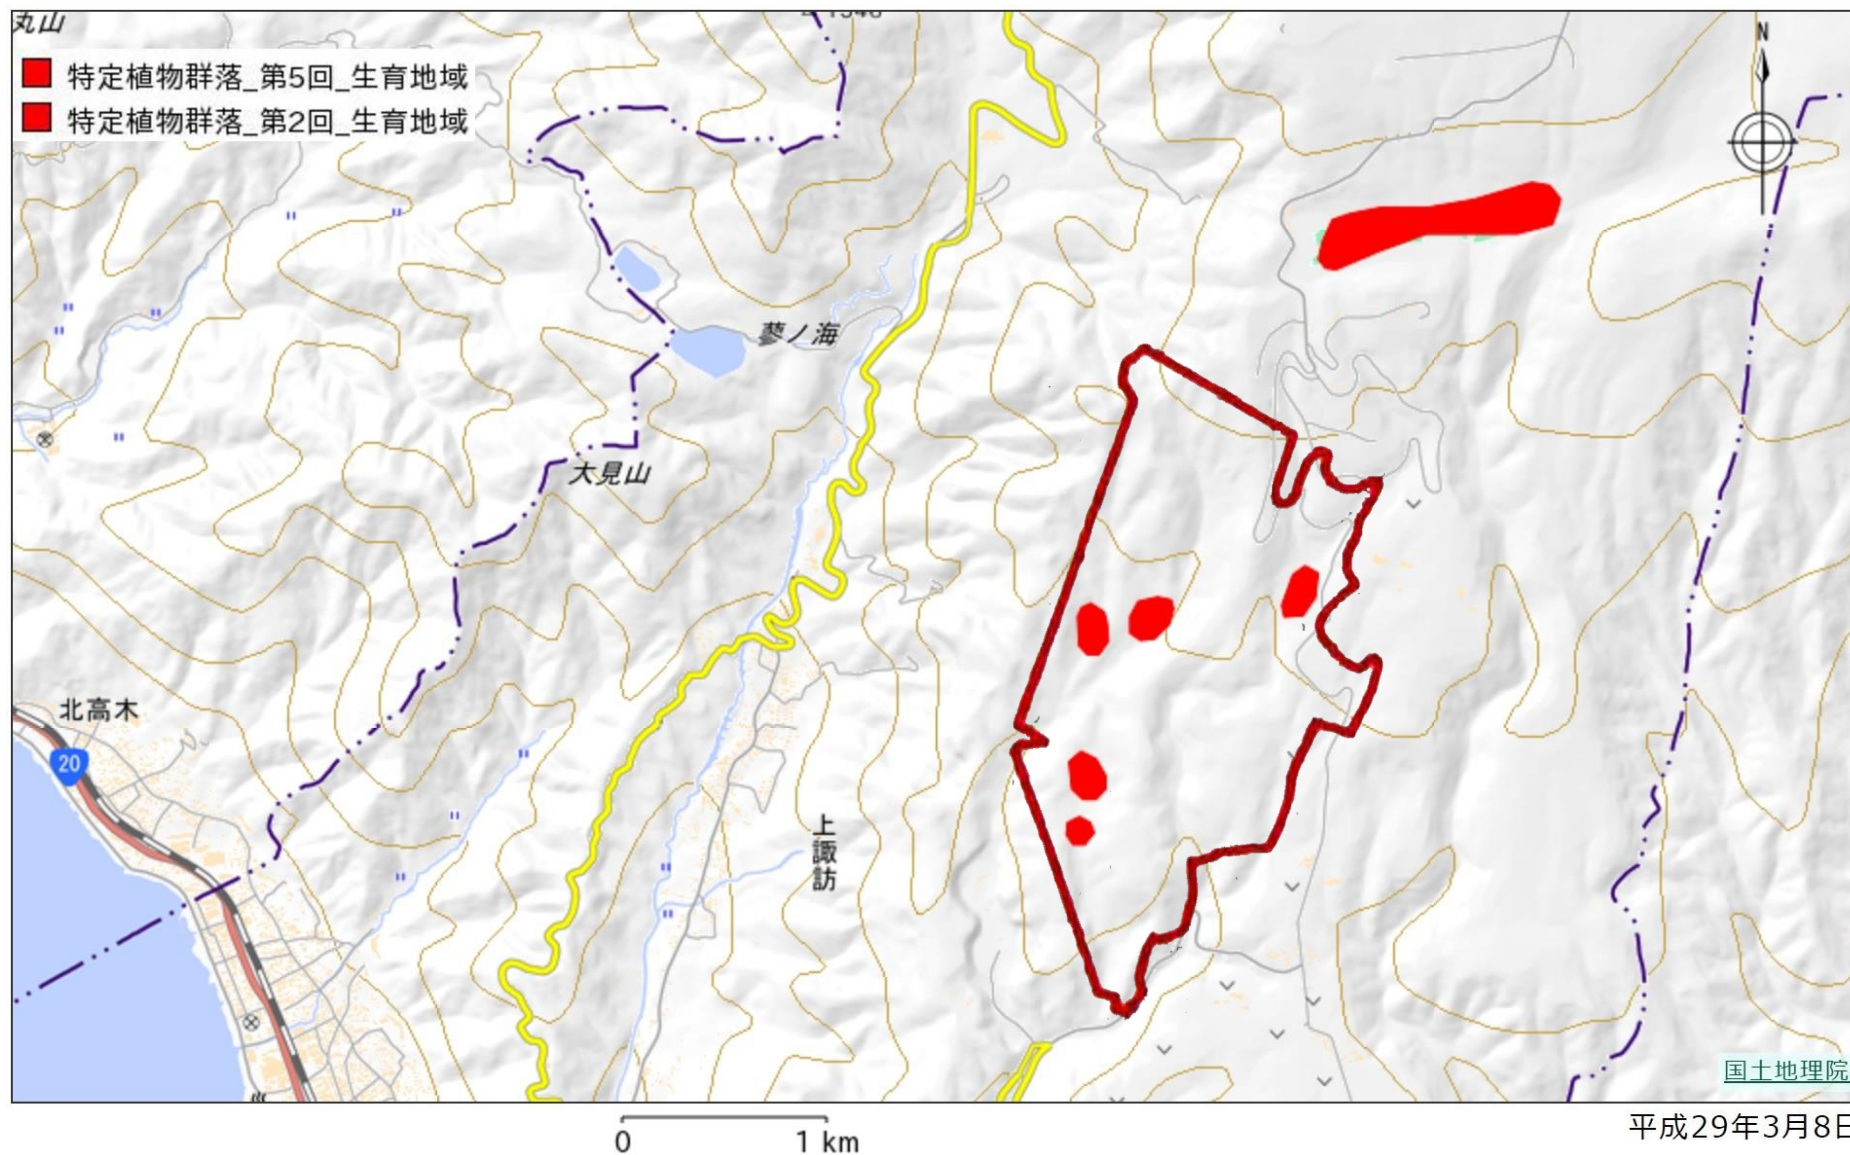 丸山
特定植物群落_第5回_生育地域
特定植物群落_第2回_生育地域
N
蓼ノ海
大見山
北高木
20
上諏訪
国土地理院
0 1 km
平成29年3月8日